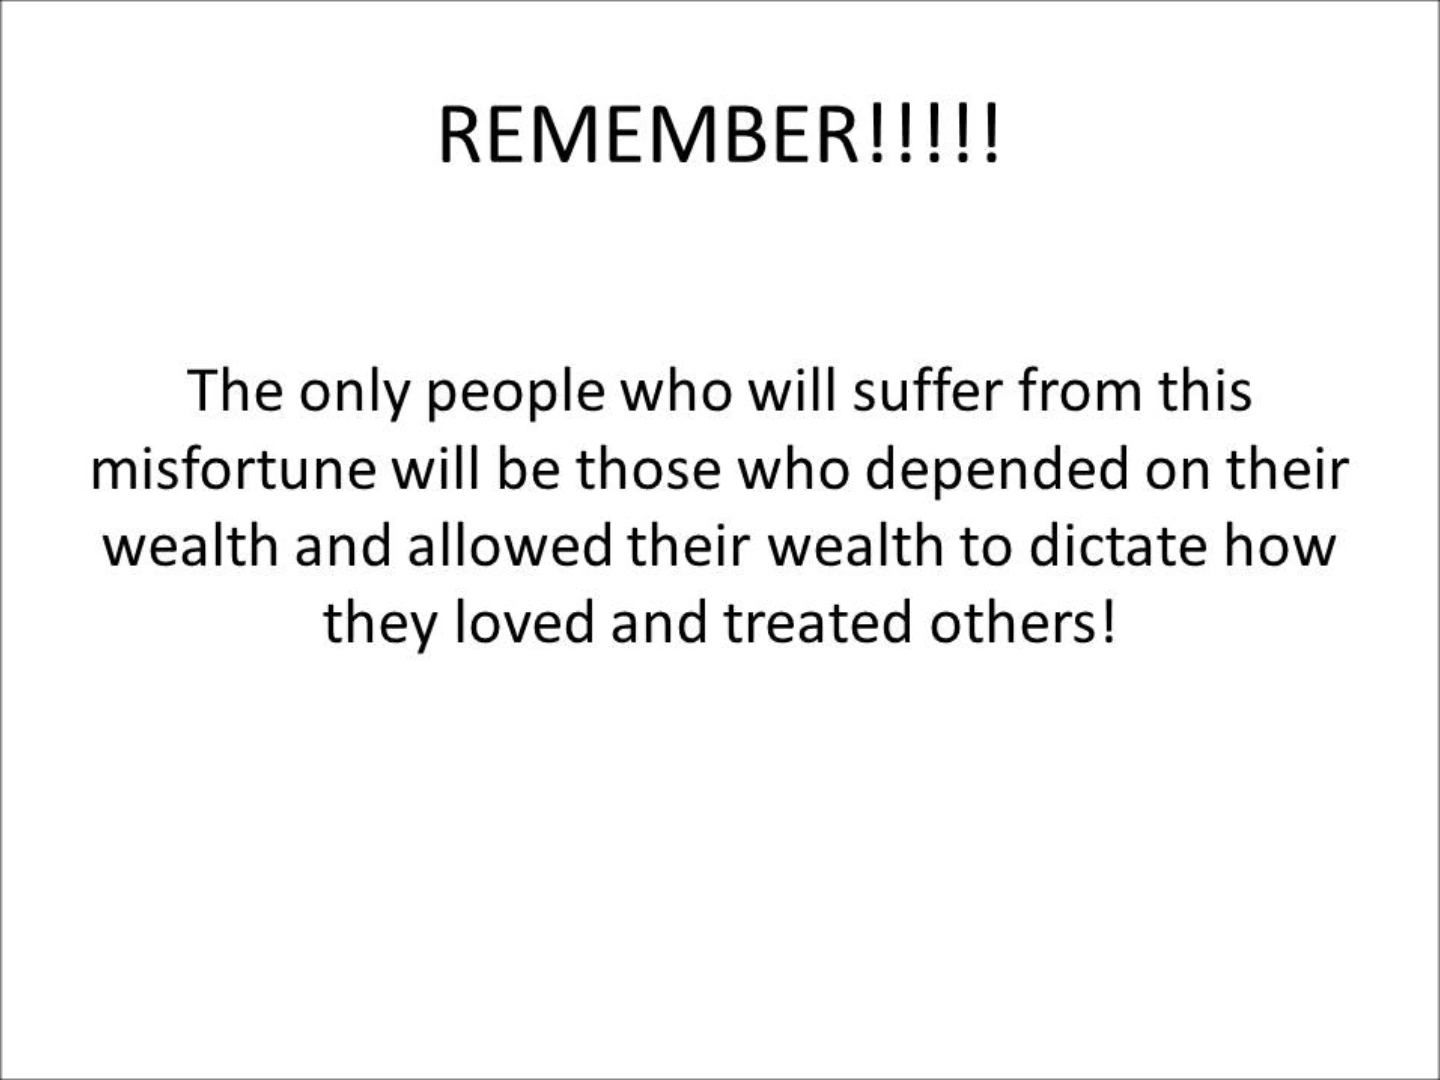 REMEMBER!!!!!
The only people who will suffer from this
misfortune will be those who depended on their
wealth and allowed their wealth to dictate how
they loved and treated others!